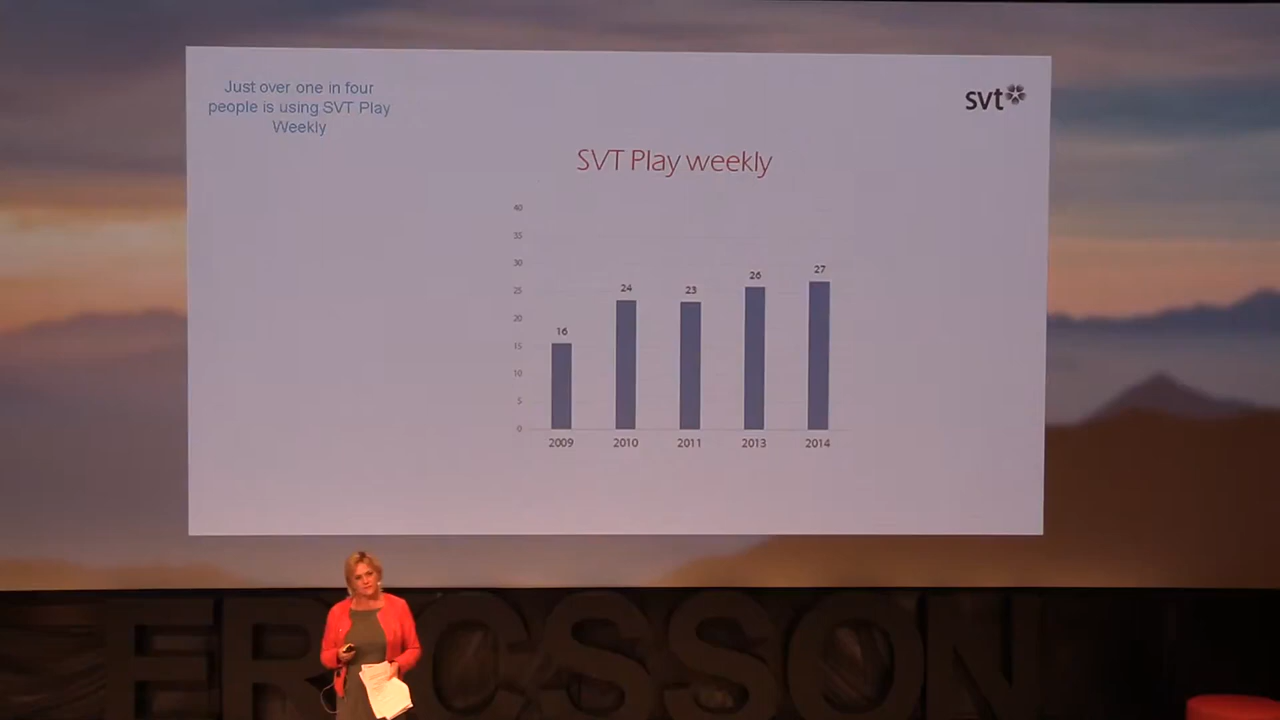 Just over one in four
people is using SVT Play
Weekly
svt
SVT Play weekly
40
35
30
25
20
15
10
5
0
16
24
23
26
27
2009 2010 2011 2013 2014
ERICSSON